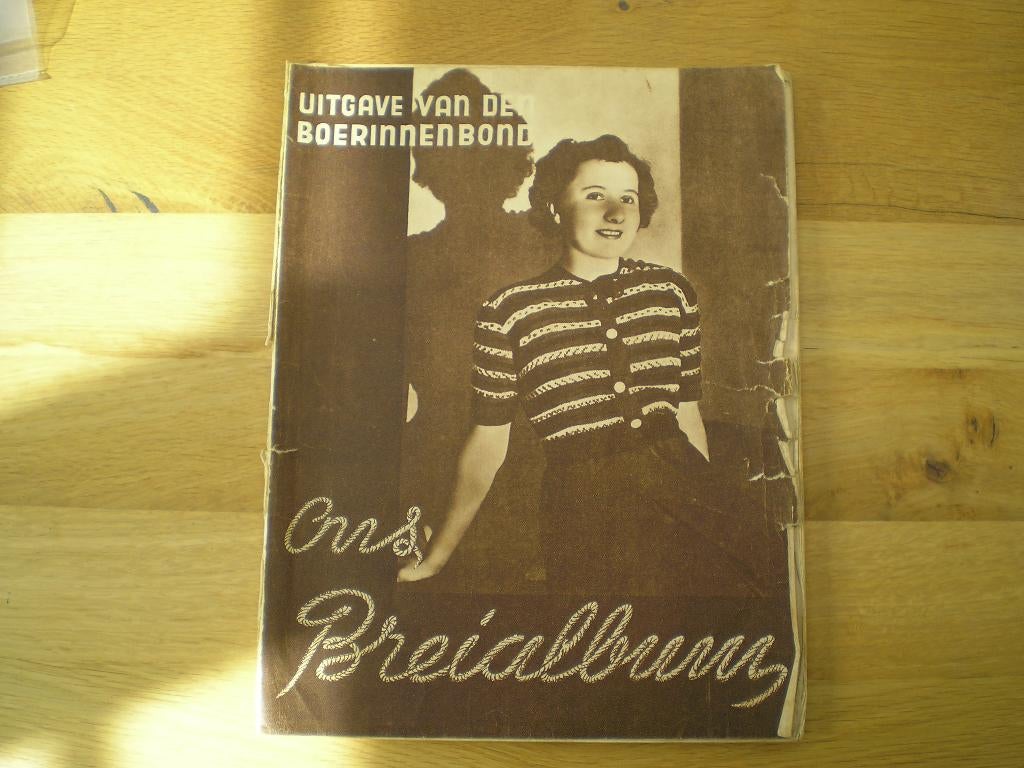 UITGAVE VAN DEN
BOERINNENBOND
Ons
Breialbum